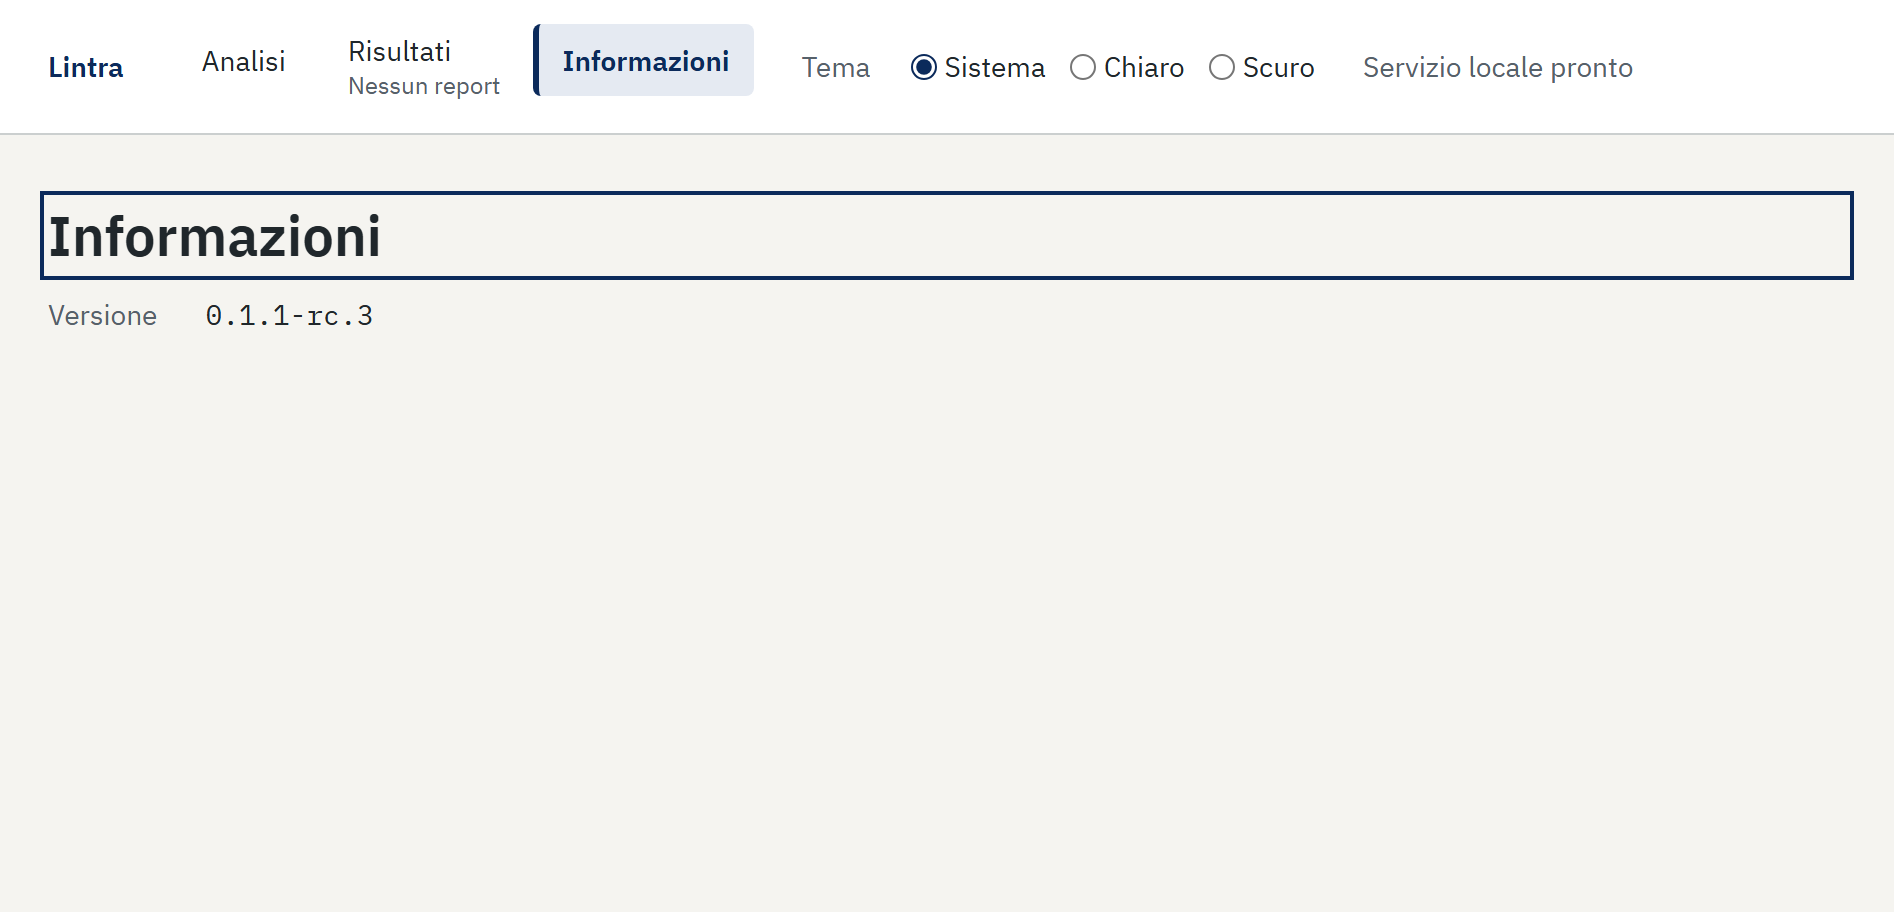 Lintra
Analisi
Risultati
Nessun report
Informazioni
Tema
Sistema
Chiaro
Scuro
Servizio locale pronto
Informazioni
Versione 0.1.1-rc.3